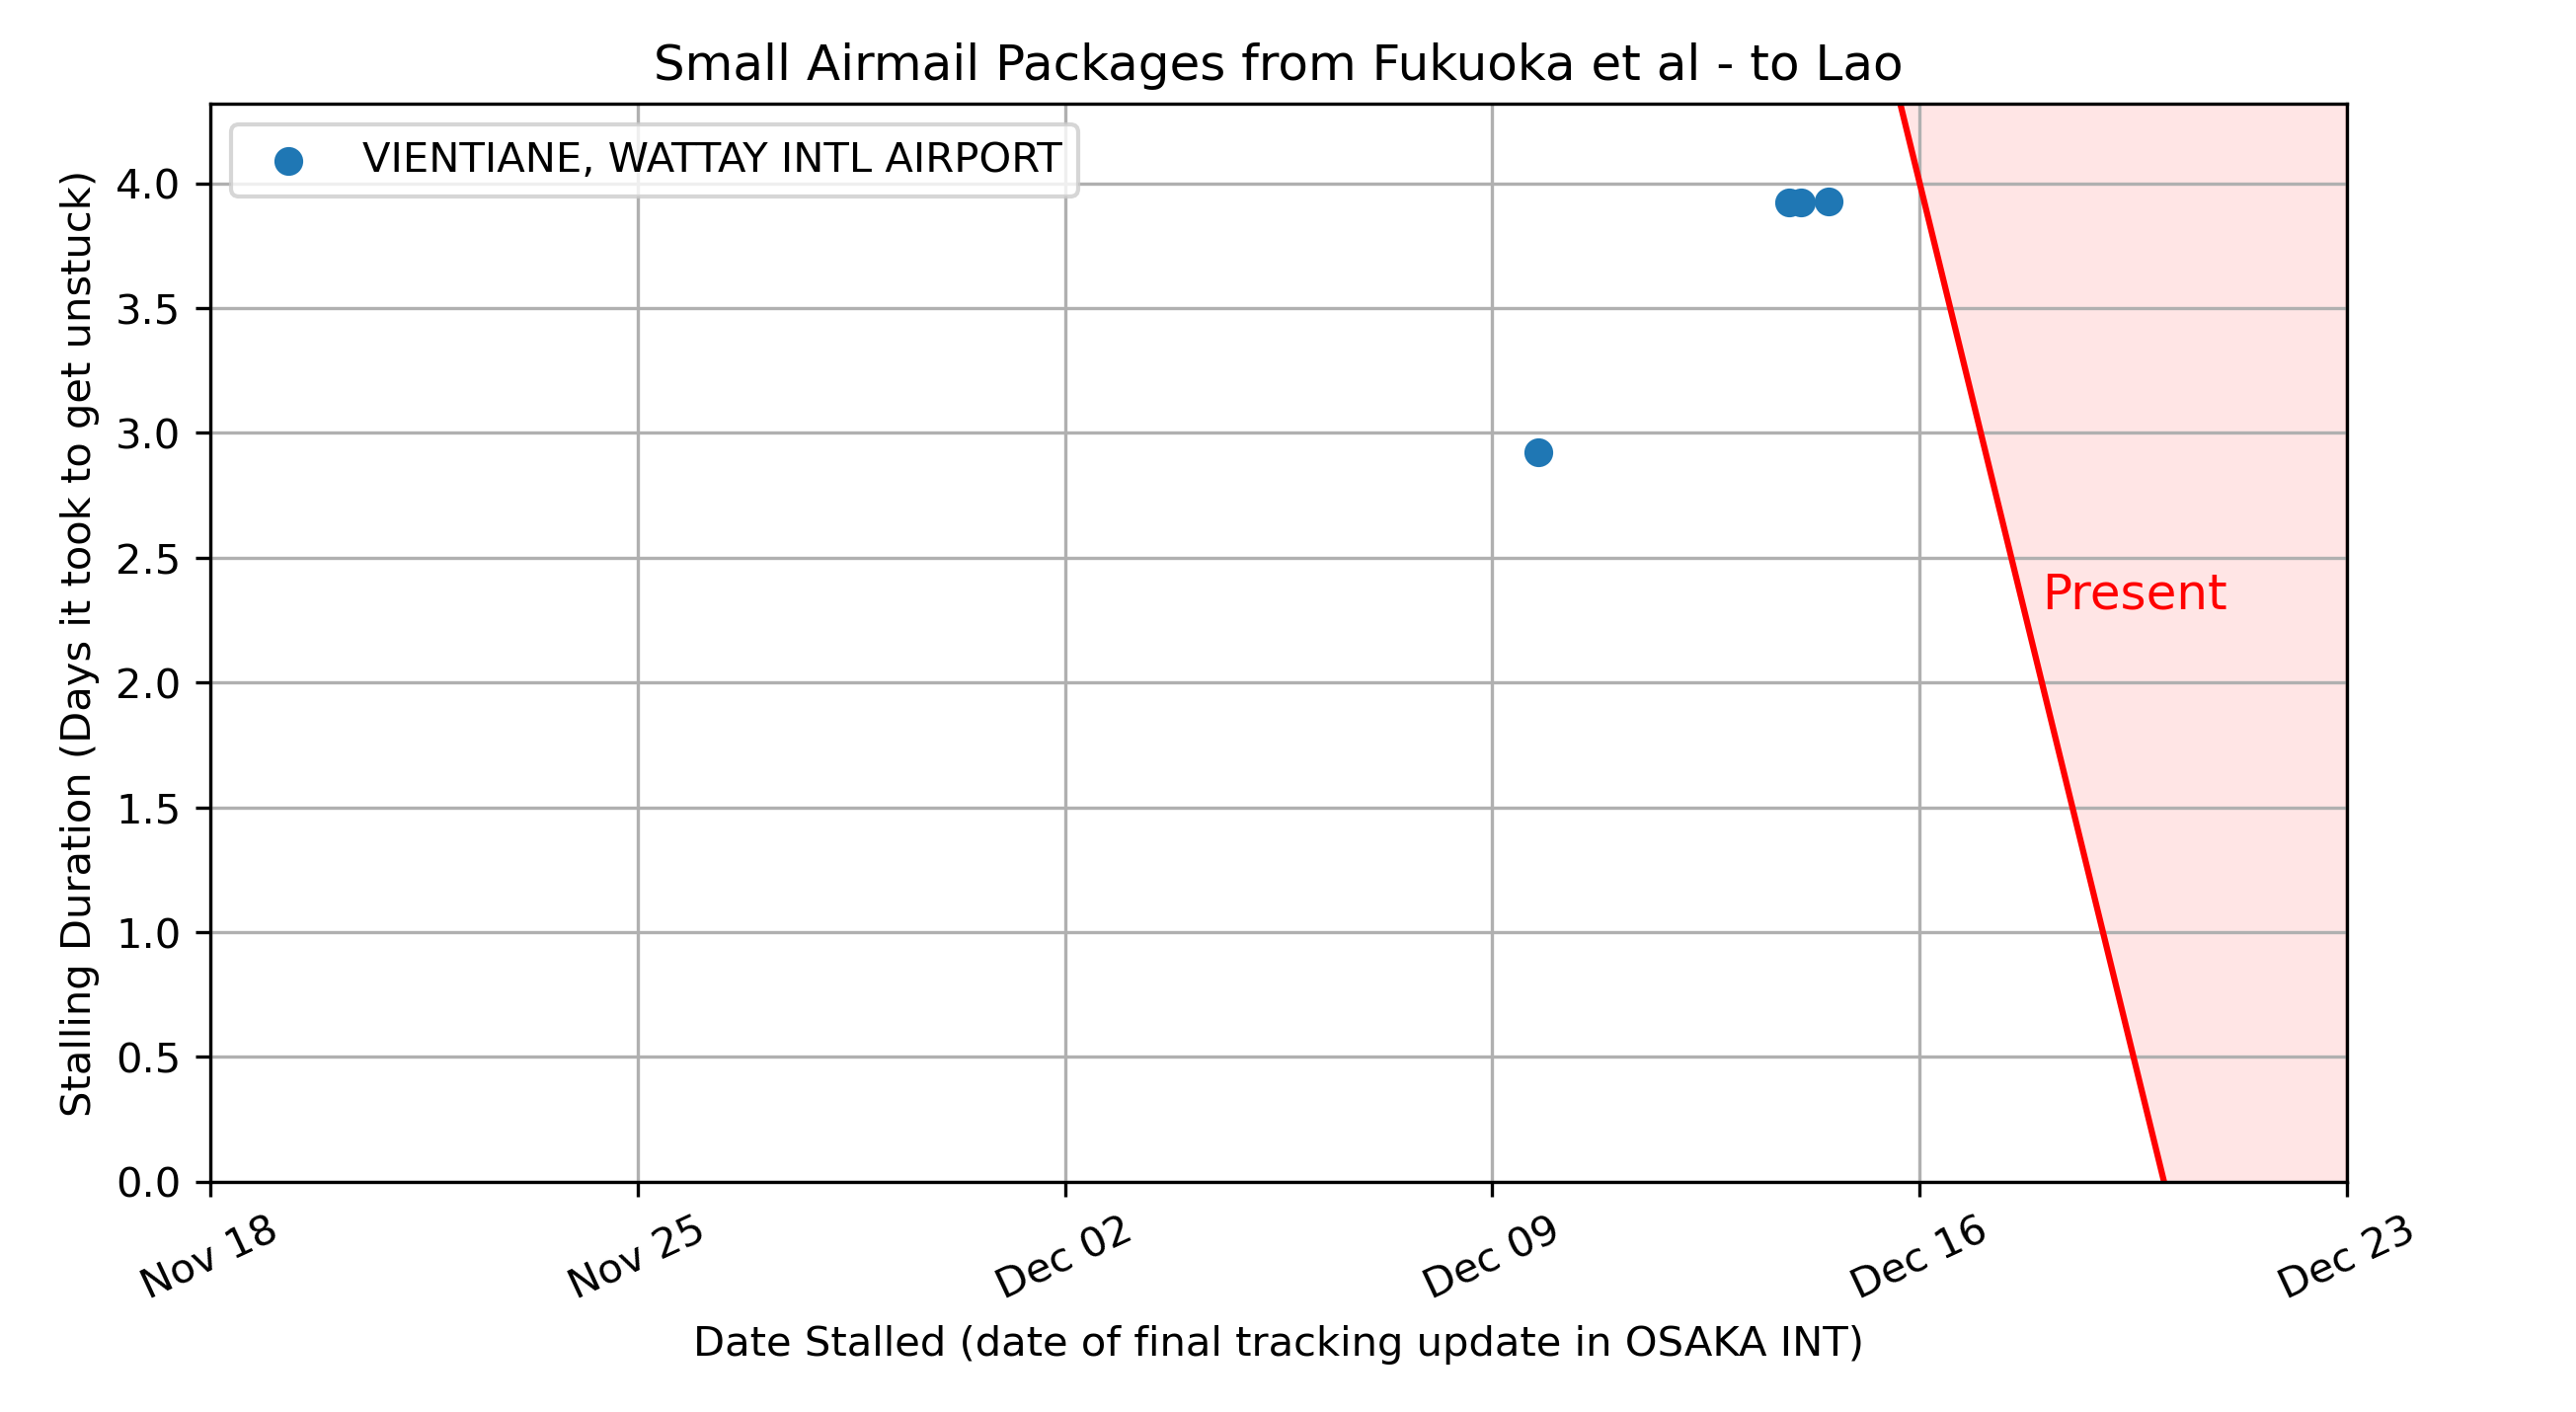 Small Airmail Packages from Fukuoka et al - to Lao
VIENTIANE, WATTAY INTL AIRPORT
Stalling Duration (Days it took to get unstuck)
4.0
3.5
3.0
2.5
2.0
1.5
1.0
0.5
0.0
Present
Nov 18
Nov 25
Dec 02
Dec 09
Dec 16
Dec 23
Date Stalled (date of final tracking update in OSAKA INT)